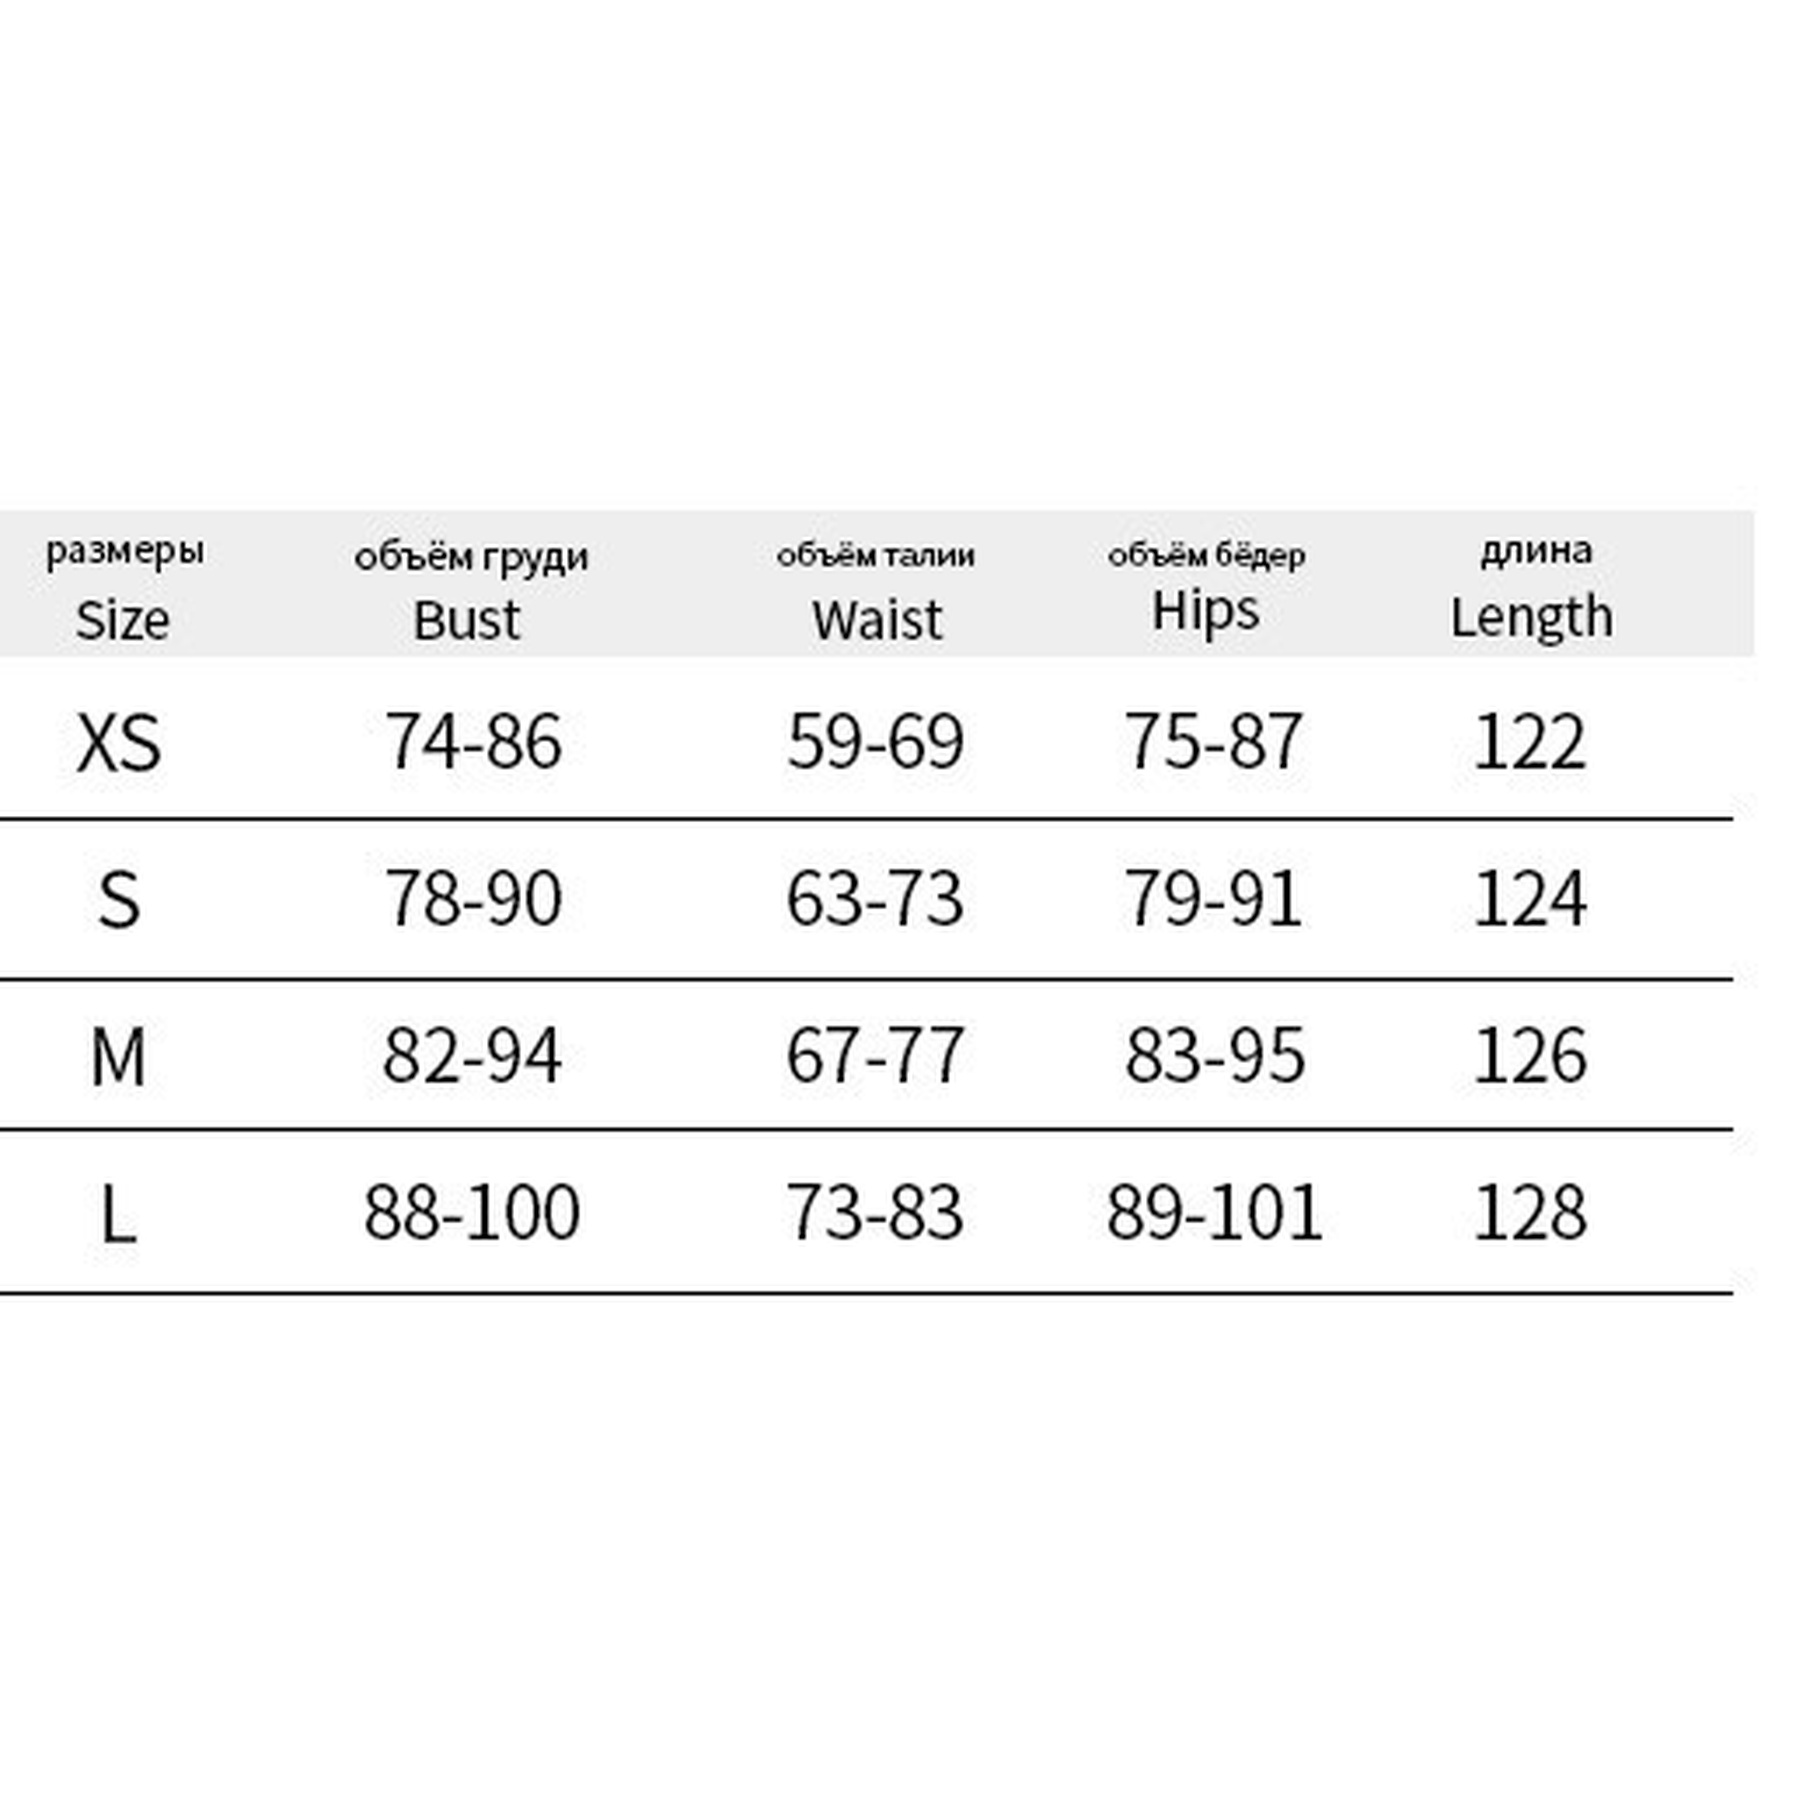 размеры объём груди объём талии объём бёдер длина
Size Bust Waist Hips Length
XS 74-86 59-69 75-87 122
S 78-90 63-73 79-91 124
M 82-94 67-77 83-95 126
L 88-100 73-83 89-101 128